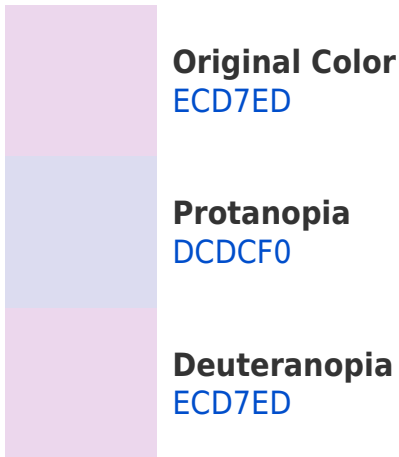 Original Color
ECD7ED
Protanopia
DCDCF0
Deuteranopia
ECD7ED